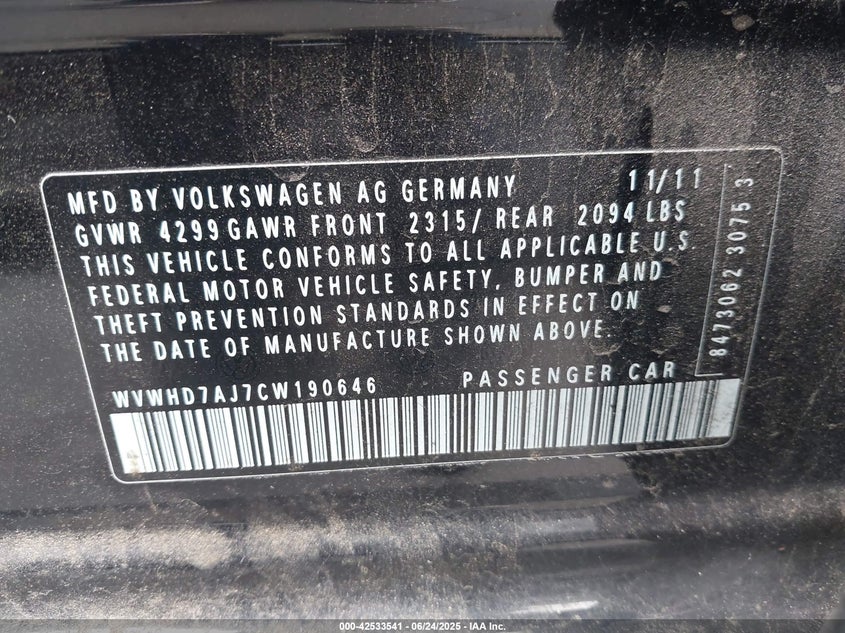 MFD BY VOLKSWAGEN AG GERMANY 11/11
GVWR 4299 GAWR FRONT 2315/ REAR 2094 LBS
THIS VEHICLE CONFORMS TO ALL APPLICABLE U.S.
FEDERAL MOTOR VEHICLE SAFETY, BUMPER AND
THEFT PREVENTION STANDARDS IN EFFECT ON
THE DATE OF MANUFACTURE SHOWN ABOVE.
WVWHD7AJ7CW190646 PASSENGER CAR
8473062 3075 3
000-42533541 - 06/24/2025 - IAA Inc.